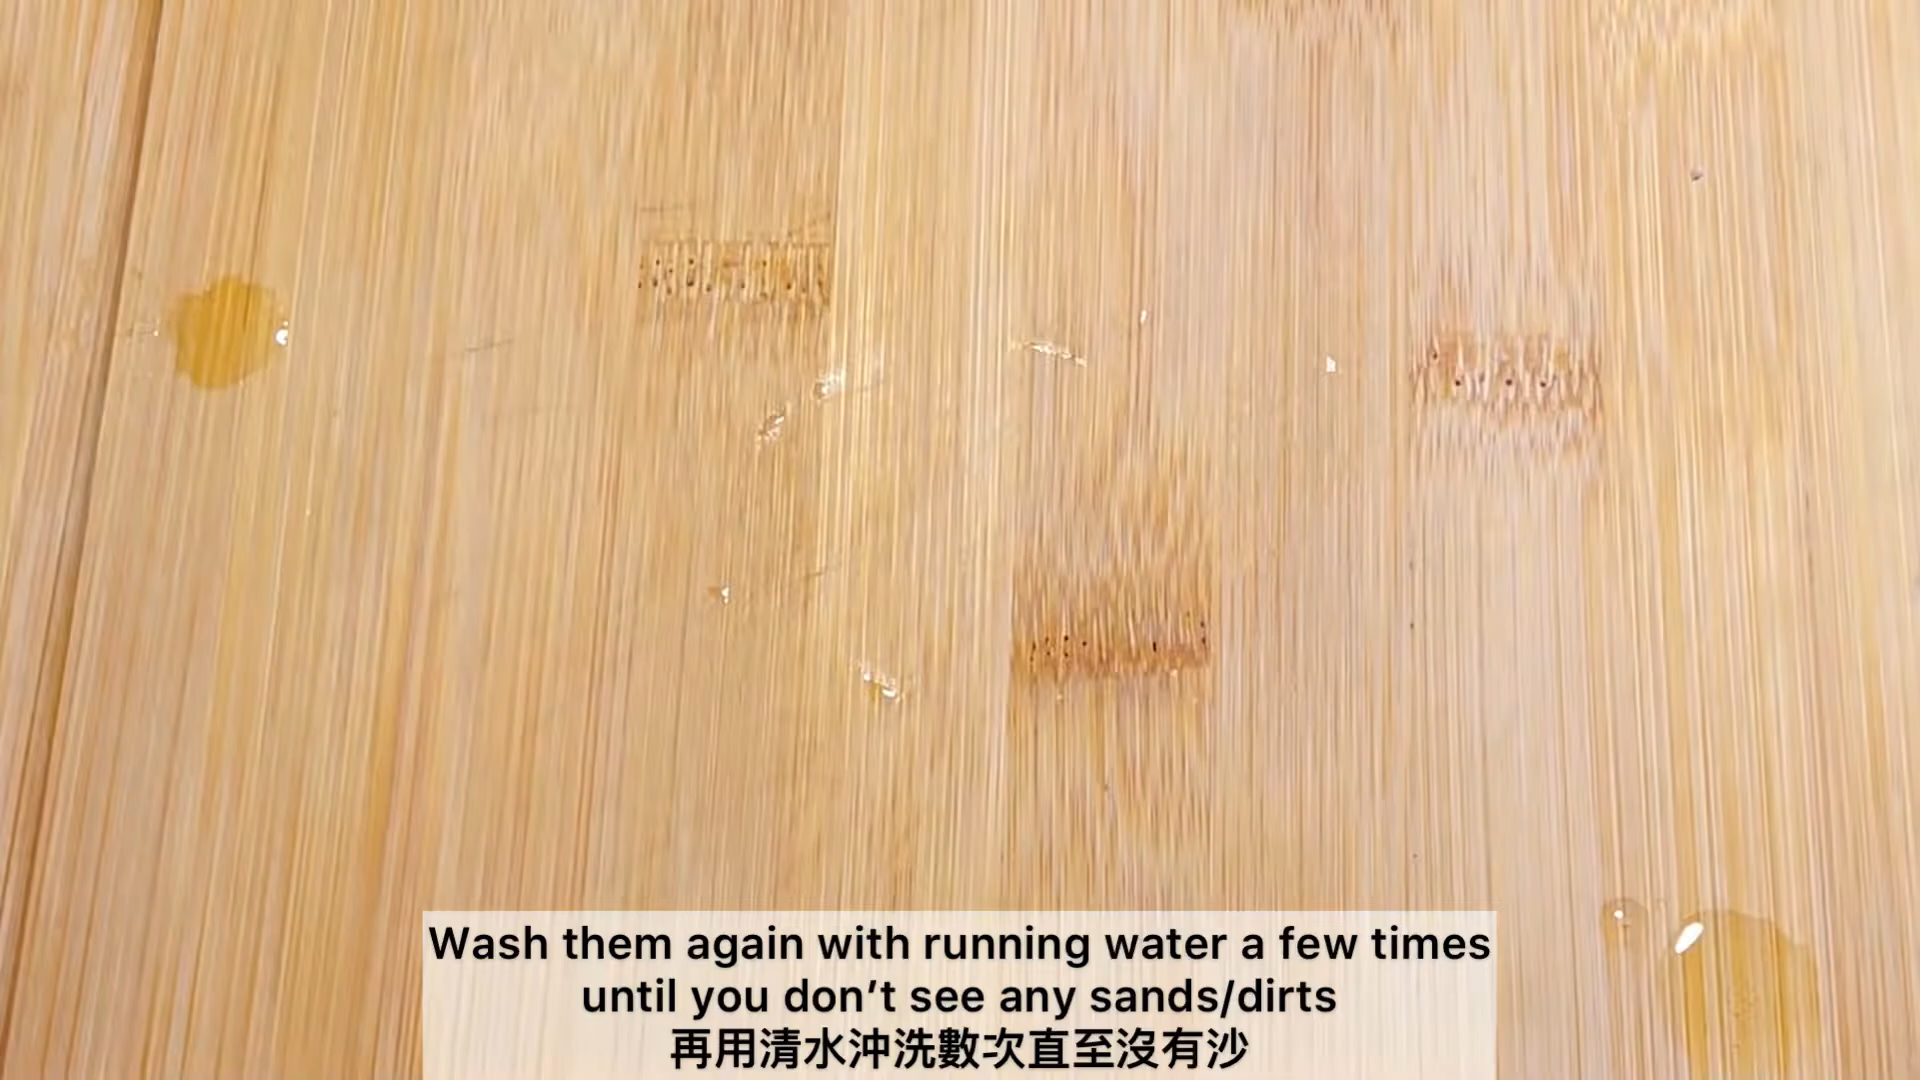 Wash them again with running water a few times
until you don’t see any sands/dirts
再用清水沖洗數次直至沒有沙